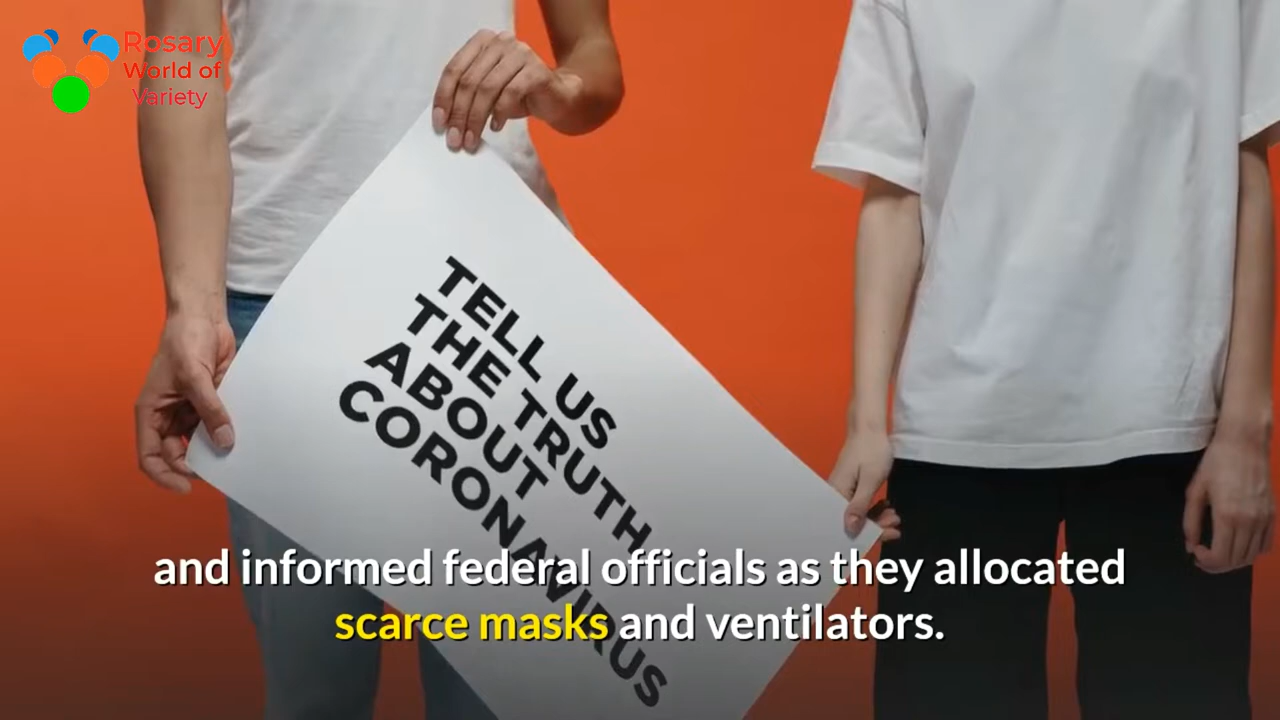 Rosary
World of
Variety
TELL US
THE TRUTH
ABOUT
CORONAVIRUS
and informed federal officials as they allocated
scarce masks and ventilators.